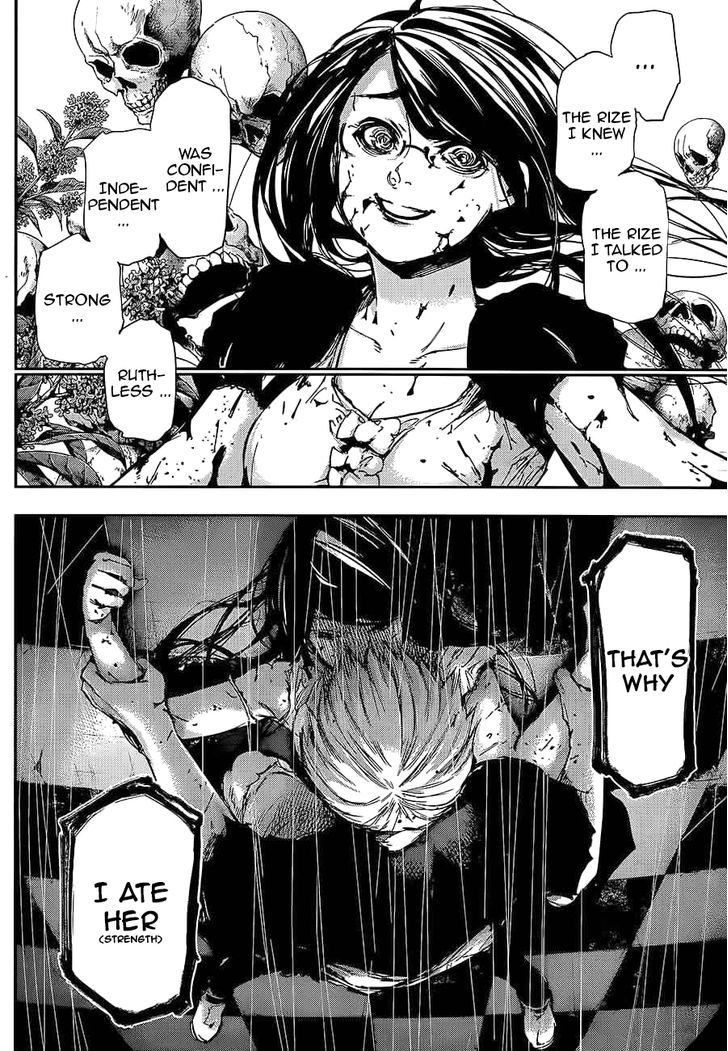 ...
THE RIZE
I KNEW
...
THE RIZE
I TALKED
TO ...
WAS
CONFI-
DENT ...
INDE-
PENDENT
...
STRONG
...
RUTH-
LESS ...
THAT'S
WHY
I ATE
HER
(STRENGTH)